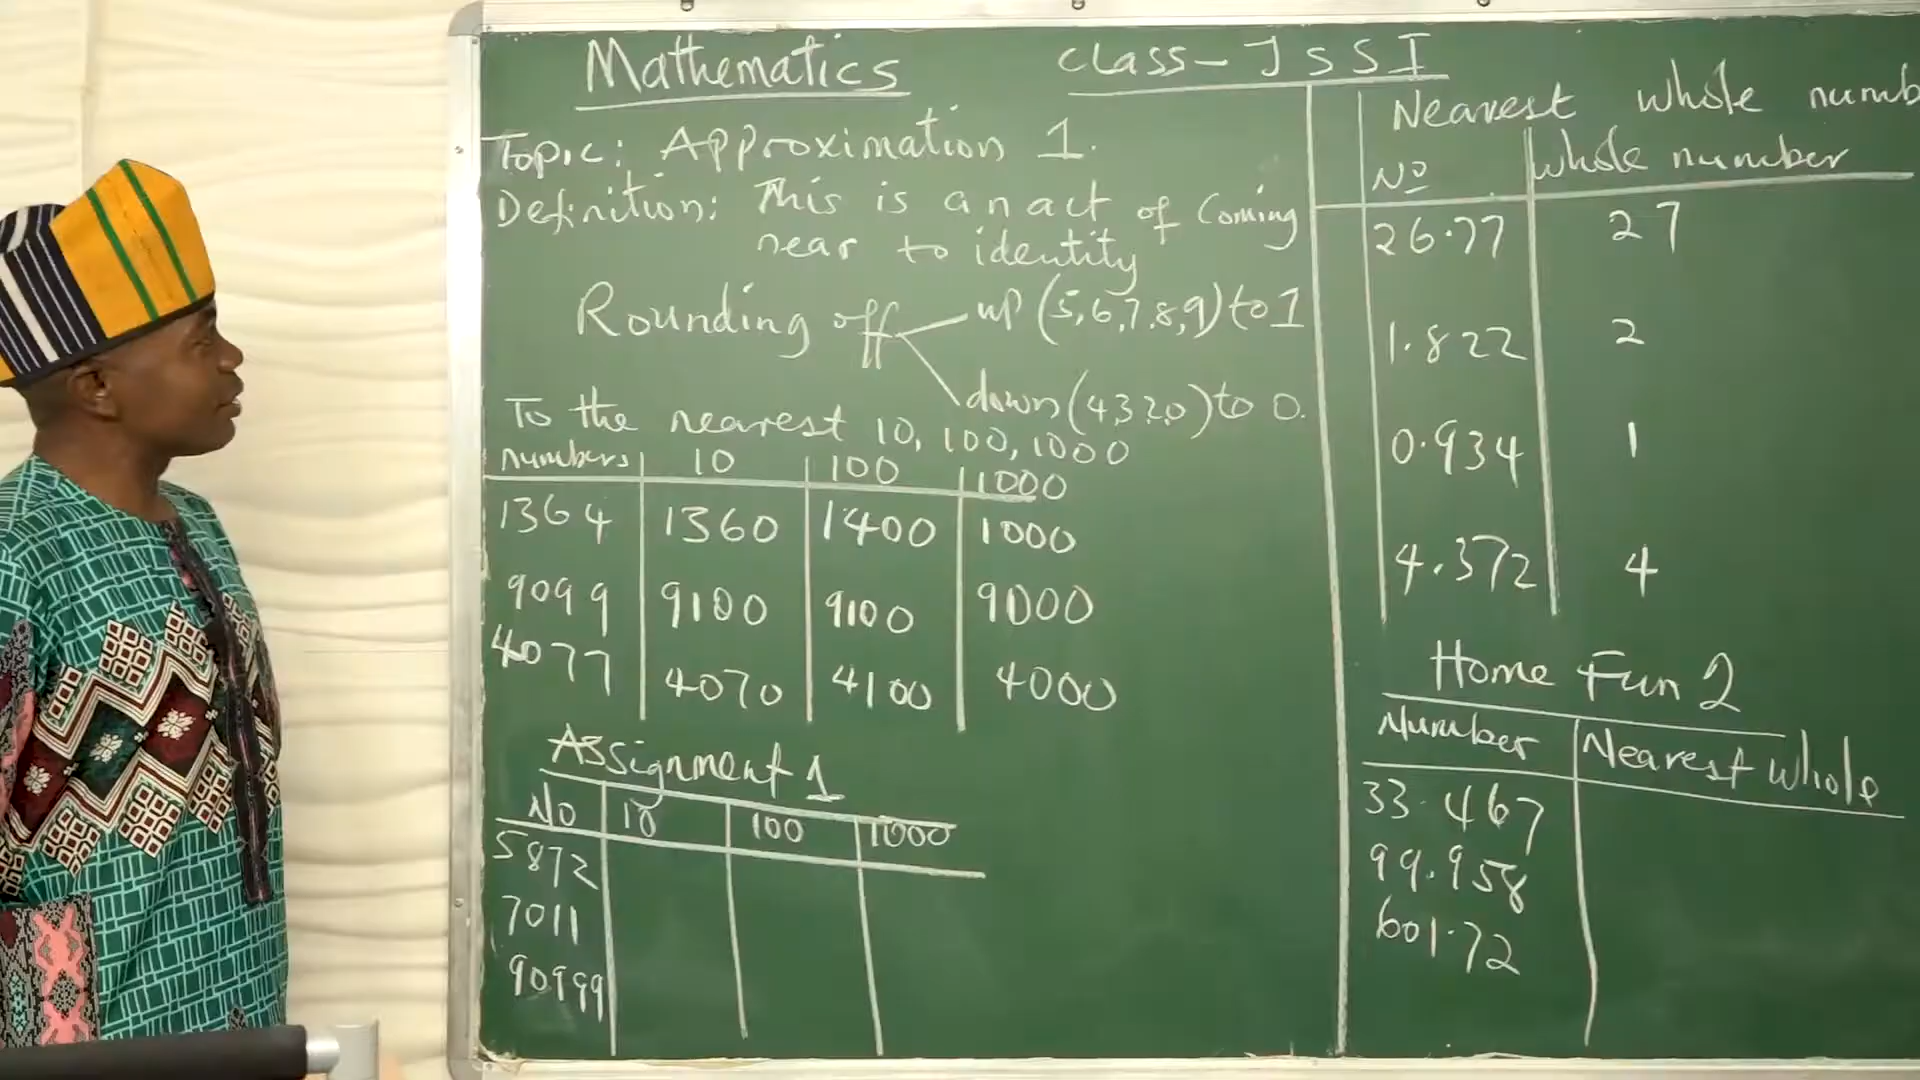 Mathematics class - JSSI
Topic: Approximation 1.
Definition: This is an act of coming
near to identity
Rounding off up (5,6,7,8,9) to 1
down (4,3,2,0) to 0.
To the nearest 10, 100, 1000
numbers 10 100 1000
1364 1360 1400 1000
9099 9100 9100 9000
4077 4070 4100 4000
Assignment 1
No 10 100 1000
5872
7011
90999
Nearest whole numb
No whole number
26.77 27
1.822 2
0.934 1
4.372 4
Home Fun 2
Number Nearest whole
33.467
99.958
601.72